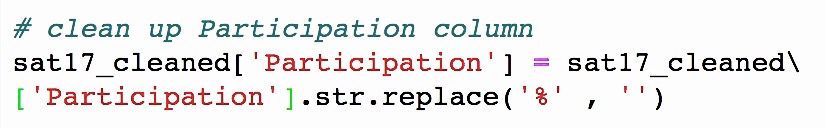 # clean up Participation column
sat17_cleaned['Participation'] = sat17_cleaned\
['Participation'].str.replace('%' , '')